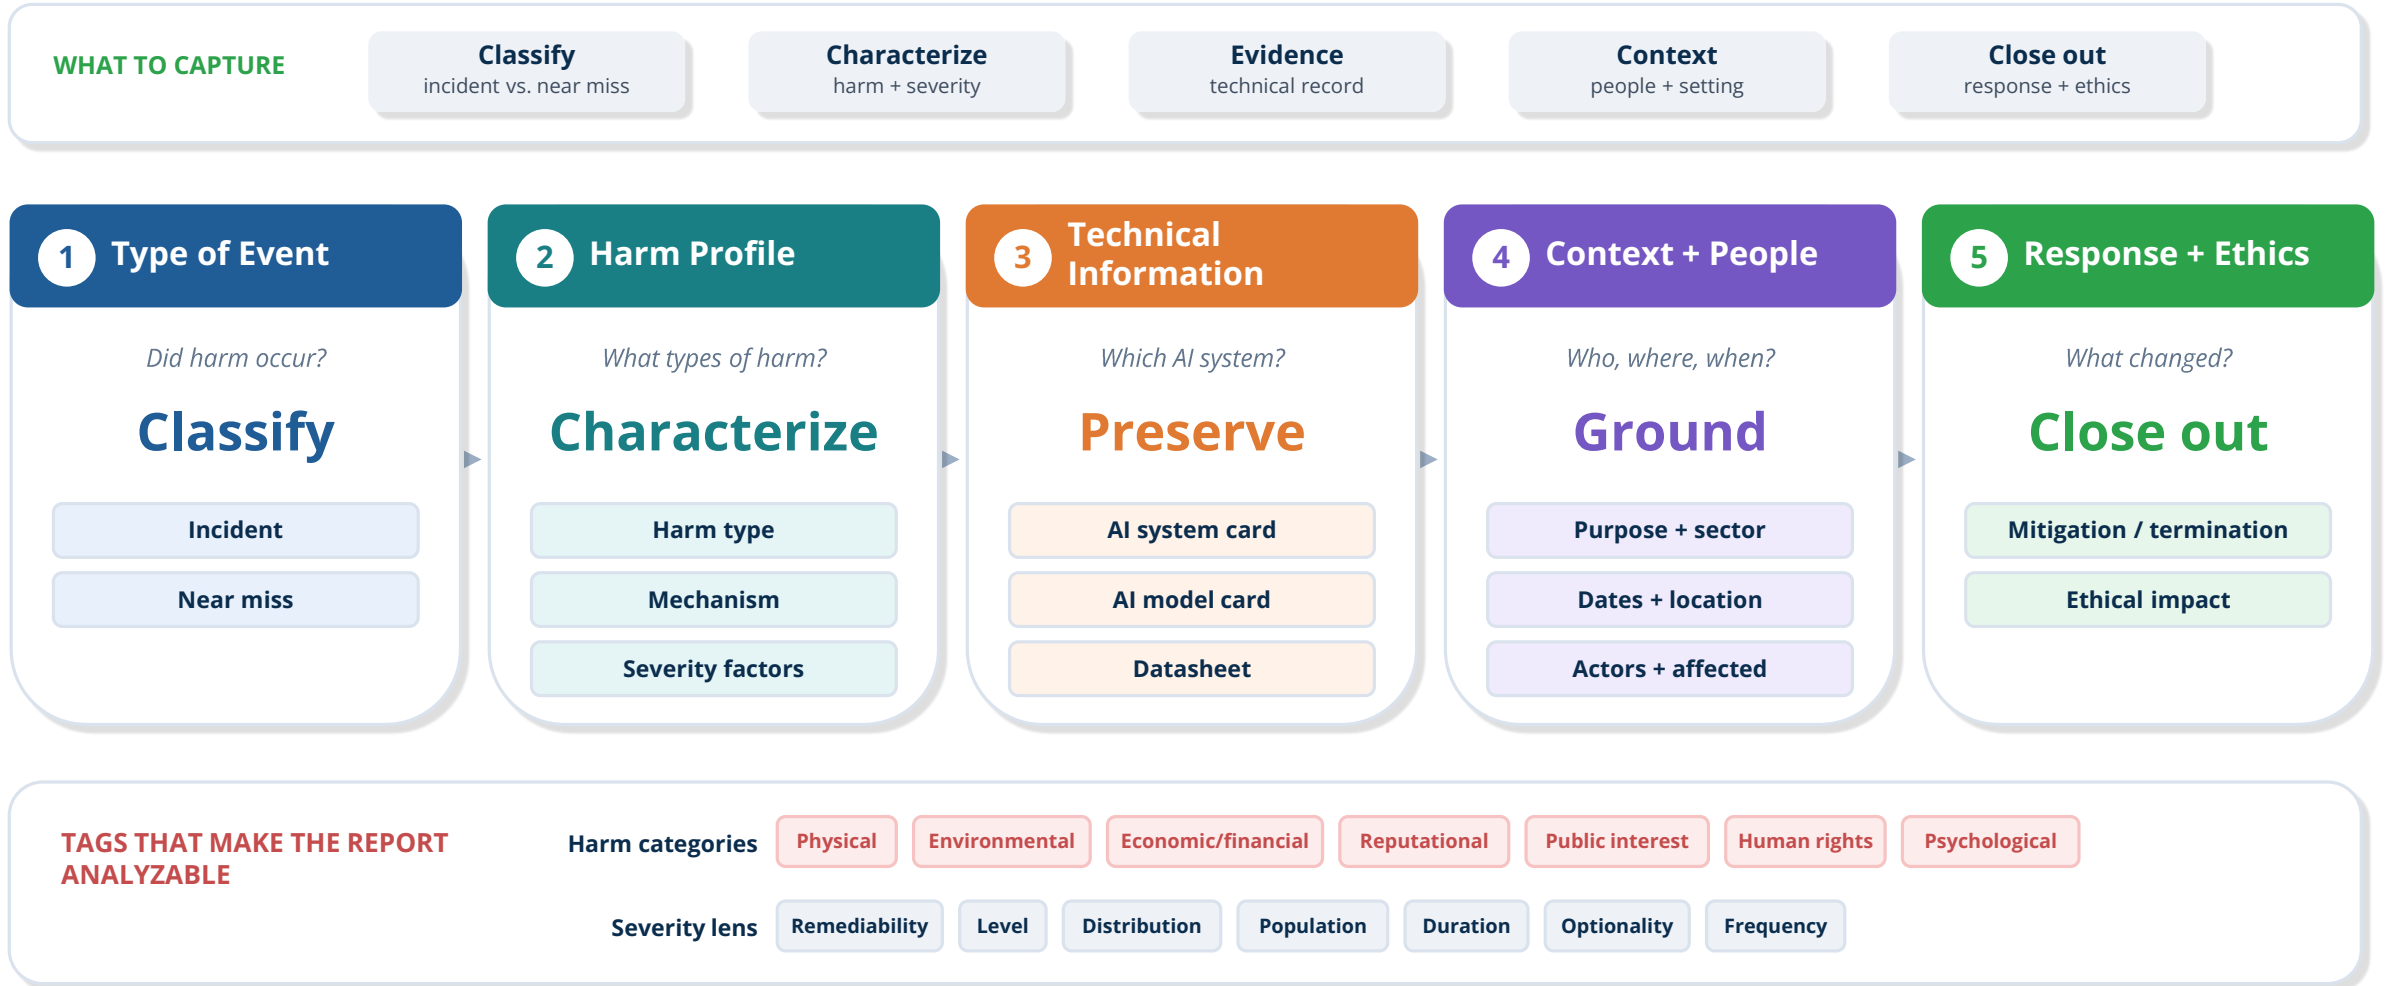 WHAT TO CAPTURE
Classify
incident vs. near miss
Characterize
harm + severity
Evidence
technical record
Context
people + setting
Close out
response + ethics
1 Type of Event
Did harm occur?
Classify
Incident
Near miss
2 Harm Profile
What types of harm?
Characterize
Harm type
Mechanism
Severity factors
3 Technical
Information
Which AI system?
Preserve
AI system card
AI model card
Datasheet
4 Context + People
Who, where, when?
Ground
Purpose + sector
Dates + location
Actors + affected
5 Response + Ethics
What changed?
Close out
Mitigation / termination
Ethical impact
TAGS THAT MAKE THE REPORT
ANALYZABLE
Harm categories Physical Environmental Economic/financial Reputational Public interest Human rights Psychological
Severity lens Remediability Level Distribution Population Duration Optionality Frequency